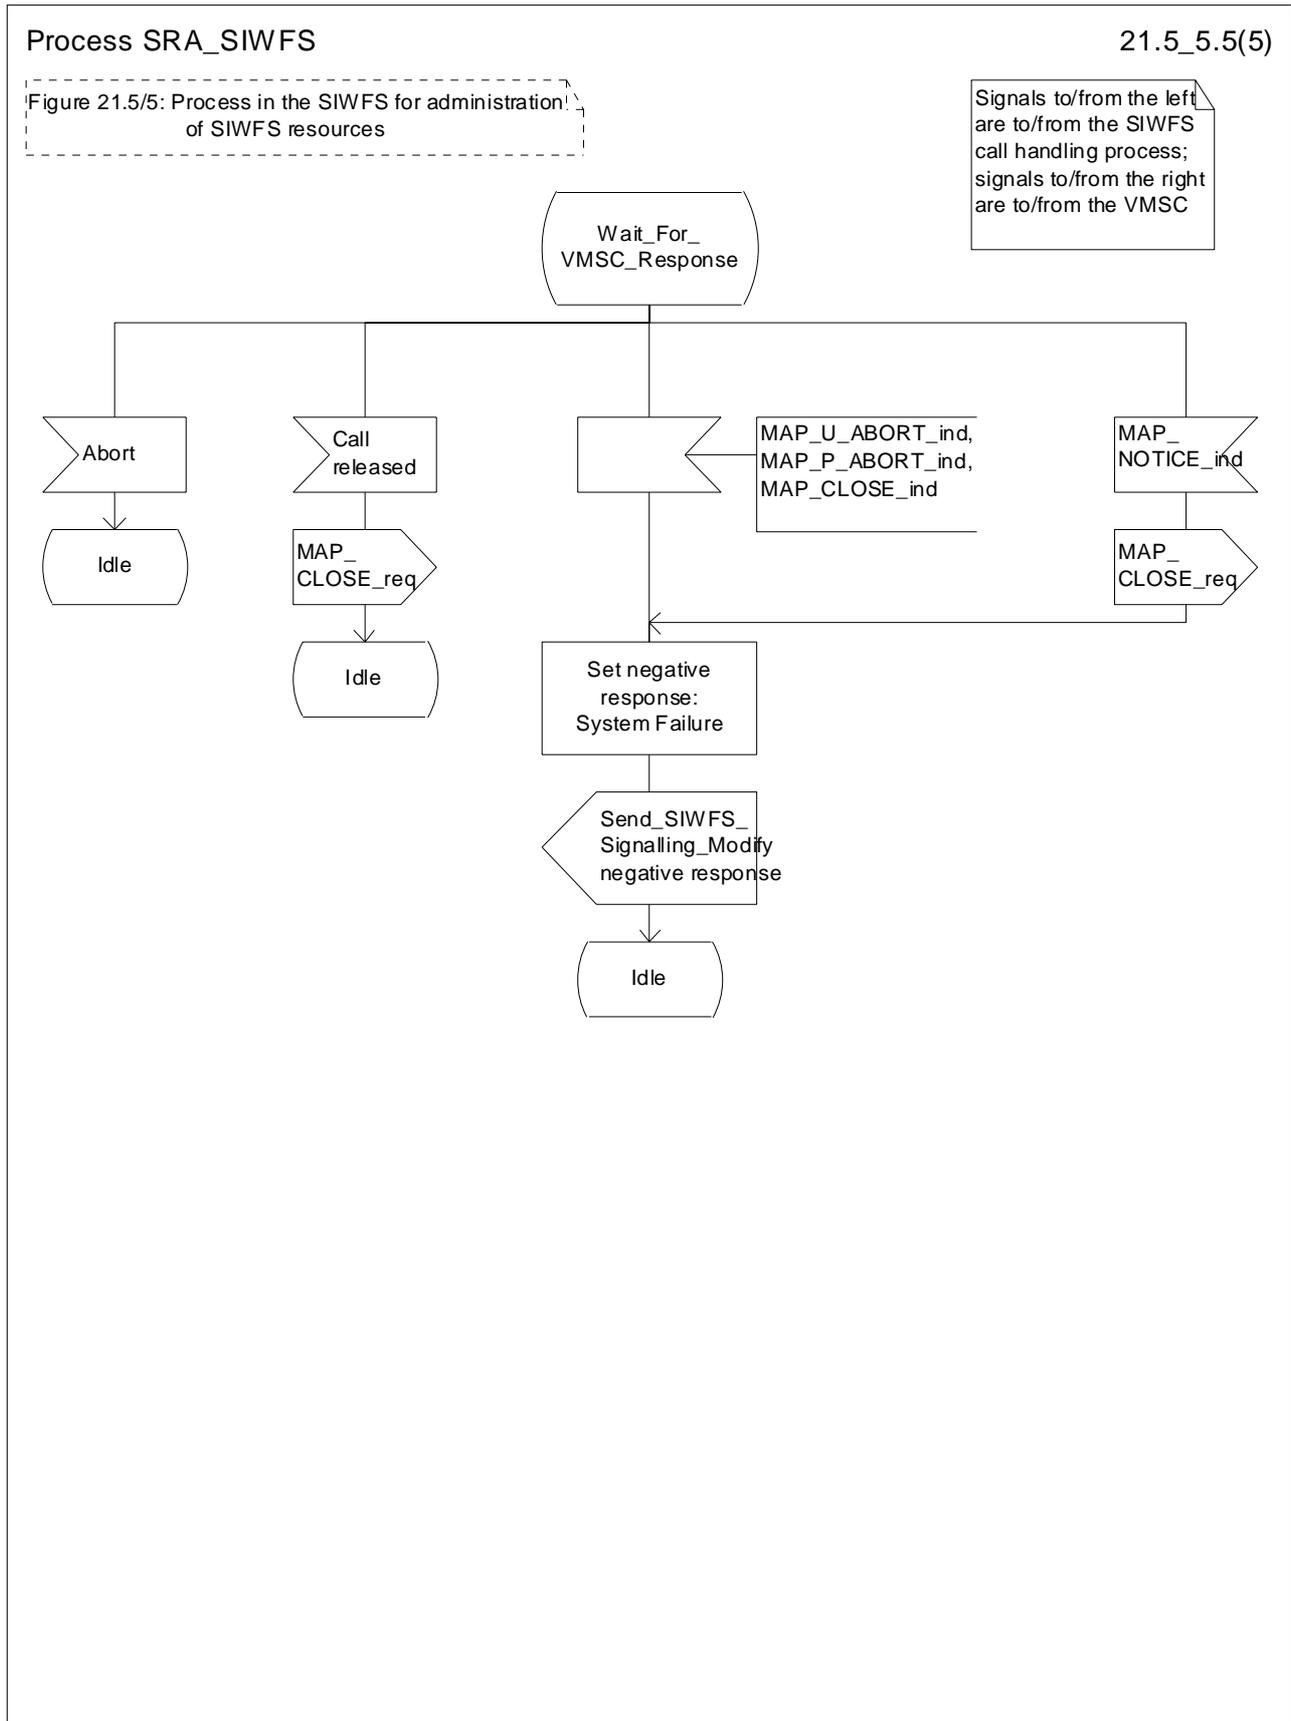 Process SRA_SIWFS
21.5_5.5(5)
Figure 21.5/5: Process in the SIWFS for administration
of SIWFS resources
Signals to/from the left
are to/from the SIWFS
call handling process;
signals to/from the right
are to/from the VMSC
Wait_For_
VMSC_Response
Abort
Call
released
MAP_U_ABORT_ind,
MAP_P_ABORT_ind,
MAP_CLOSE_ind
MAP_
NOTICE_ind
Idle
MAP_
CLOSE_req
MAP_
CLOSE_req
Idle
Set negative
response:
System Failure
Send_SIWFS_
Signalling_Modify
negative response
Idle